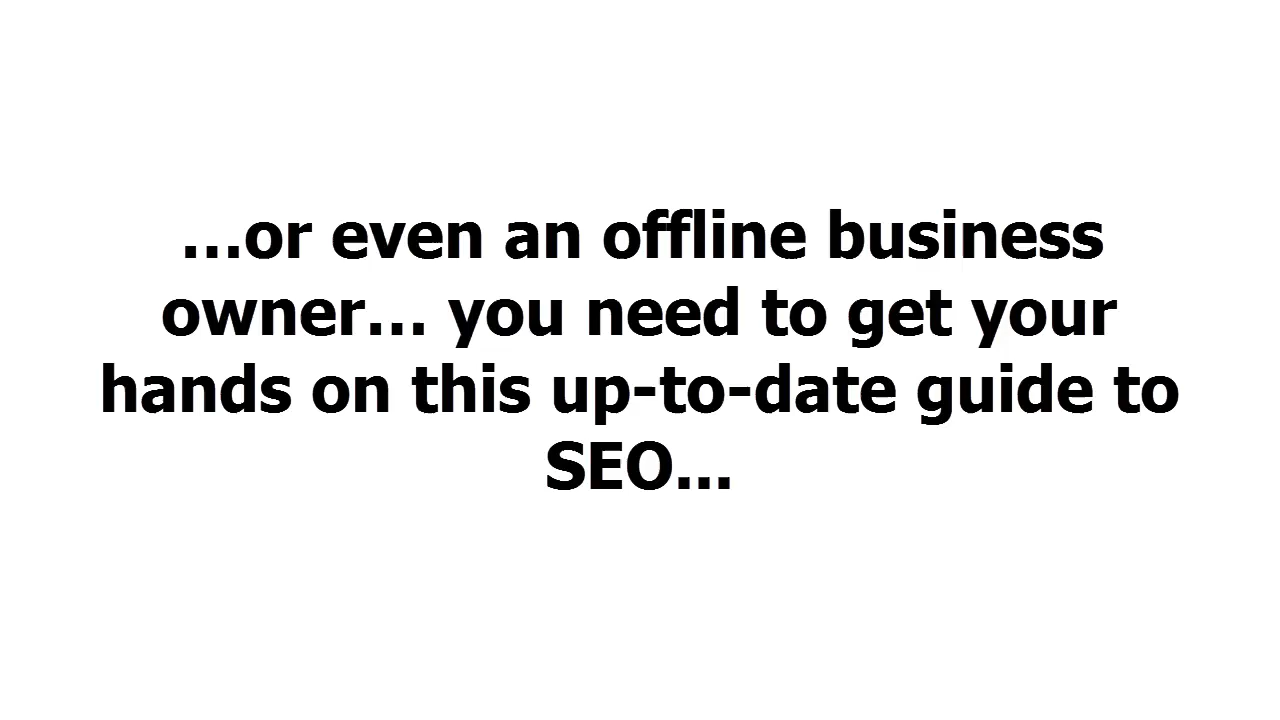 ...or even an offline business
owner... you need to get your
hands on this up-to-date guide to
SEO...